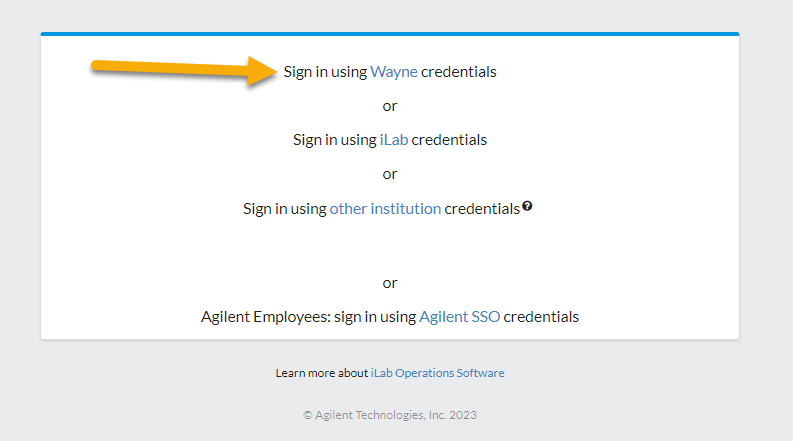 Sign in using Wayne credentials
or
Sign in using iLab credentials
or
Sign in using other institution credentials?
or
Agilent Employees: sign in using Agilent SSO credentials
Learn more about iLab Operations Software
© Agilent Technologies, Inc. 2023